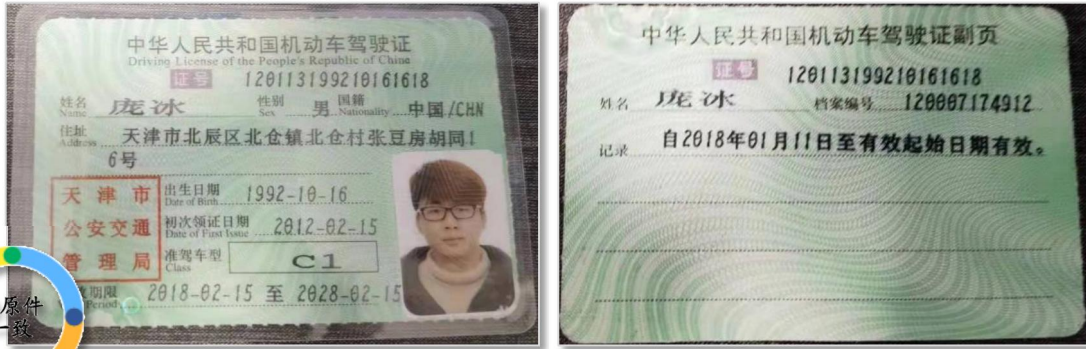 中华人民共和国机动车驾驶证
Driving License of the People's Republic of China
证号 120113199210161618
姓名 庞冰 性别 男 国籍 中国/CHN
Name Sex Nationality
住址 天津市北辰区北仓镇北仓村张豆房胡同1
Address
6号
天津市
公安交通
管理局
出生日期 1992-10-16
Date of Birth
初次领证日期 2012-02-15
Date of First Issue
准驾车型 C1
Class
期限 2018-02-15 至 2028-02-15
Period
原件
一致
中华人民共和国机动车驾驶证副页
证号 120113199210161618
姓名 庞冰 档案编号 120007174912
记录 自2018年01月11日至有效起始日期有效。